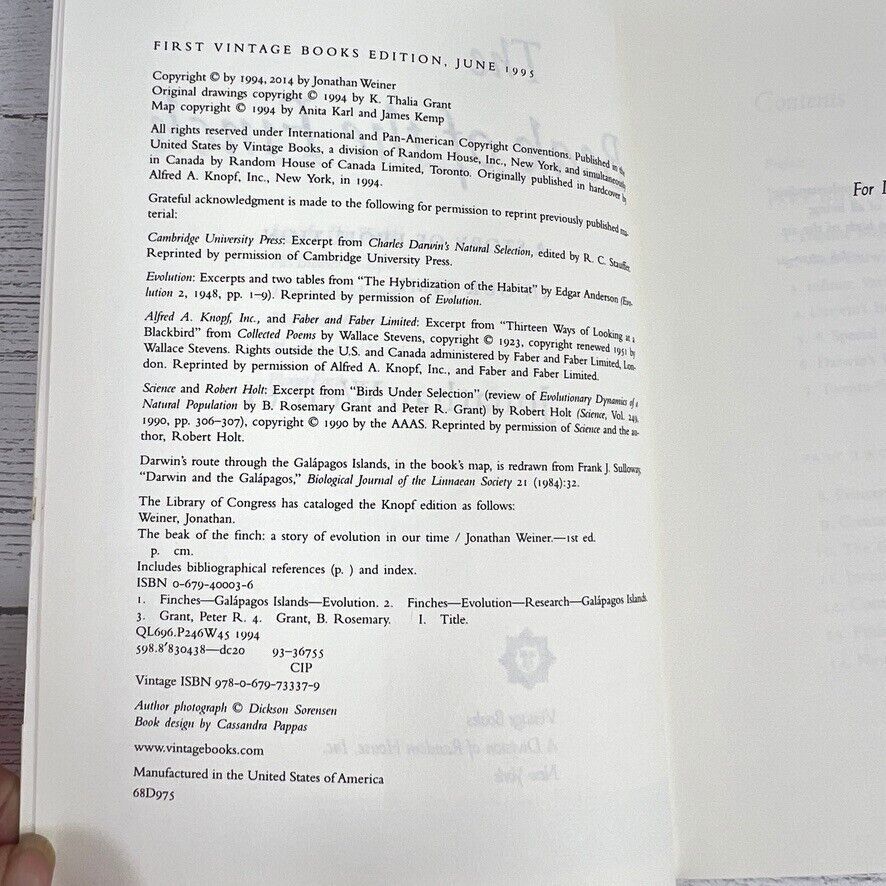 FIRST VINTAGE BOOKS EDITION, JUNE 1995
Copyright © by 1994, 2014 by Jonathan Weiner
Original drawings copyright © 1994 by K. Thalia Grant
Map copyright © 1994 by Anita Karl and James Kemp
All rights reserved under International and Pan-American Copyright Conventions. Published in the
United States by Vintage Books, a division of Random House, Inc., New York, and simultaneously
in Canada by Random House of Canada Limited, Toronto. Originally published in hardcover by
Alfred A. Knopf, Inc., New York, in 1994.
Grateful acknowledgment is made to the following for permission to reprint previously published ma-
terial:
Cambridge University Press: Excerpt from Charles Darwin's Natural Selection, edited by R. C. Stauffer.
Reprinted by permission of Cambridge University Press.
Evolution: Excerpts and two tables from "The Hybridization of the Habitat" by Edgar Anderson (Evo-
lution 2, 1948, pp. 1–9). Reprinted by permission of Evolution.
Alfred A. Knopf, Inc., and Faber and Faber Limited: Excerpt from "Thirteen Ways of Looking at a
Blackbird" from Collected Poems by Wallace Stevens, copyright © 1923, copyright renewed 1951 by
Wallace Stevens. Rights outside the U.S. and Canada administered by Faber and Faber Limited, Lon-
don. Reprinted by permission of Alfred A. Knopf, Inc., and Faber and Faber Limited.
Science and Robert Holt: Excerpt from "Birds Under Selection" (review of Evolutionary Dynamics of a
Natural Population by B. Rosemary Grant and Peter R. Grant) by Robert Holt (Science, Vol. 249,
1990, pp. 306–307), copyright © 1990 by the AAAS. Reprinted by permission of Science and the au-
thor, Robert Holt.
Darwin's route through the Galápagos Islands, in the book's map, is redrawn from Frank J. Sulloway,
"Darwin and the Galápagos," Biological Journal of the Linnaean Society 21 (1984):32.
The Library of Congress has cataloged the Knopf edition as follows:
Weiner, Jonathan.
The beak of the finch: a story of evolution in our time / Jonathan Weiner.—1st ed.
p. cm.
Includes bibliographical references (p. ) and index.
ISBN 0-679-40003-6
1. Finches—Galápagos Islands—Evolution. 2. Finches—Evolution—Research—Galápagos Islands.
3. Grant, Peter R. 4. Grant, B. Rosemary. I. Title.
QL696.P246W45 1994
598.8'830438—dc20 93-36755
CIP
Vintage ISBN 978-0-679-73337-9
Author photograph © Dickson Sorensen
Book design by Cassandra Pappas
www.vintagebooks.com
Manufactured in the United States of America
68D975
For